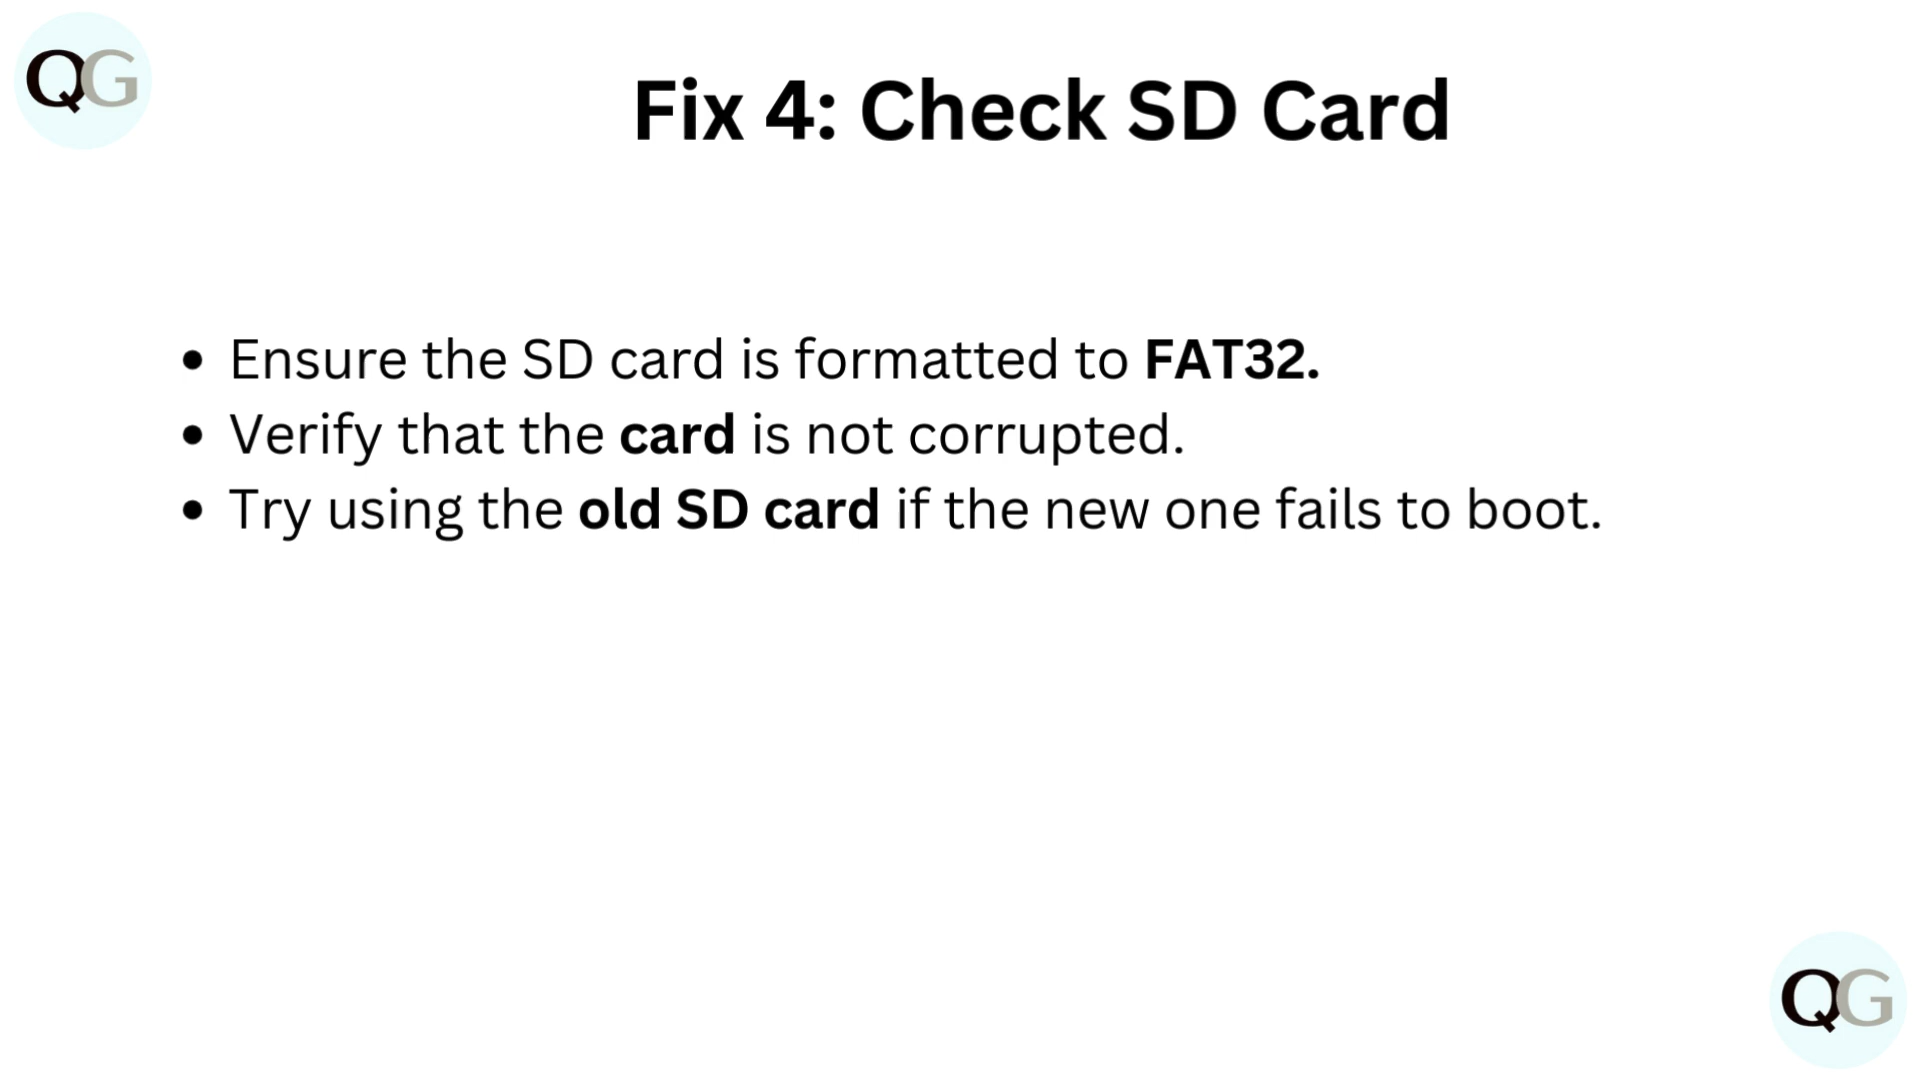 QG
Fix 4: Check SD Card
• Ensure the SD card is formatted to FAT32.
• Verify that the card is not corrupted.
• Try using the old SD card if the new one fails to boot.
QG